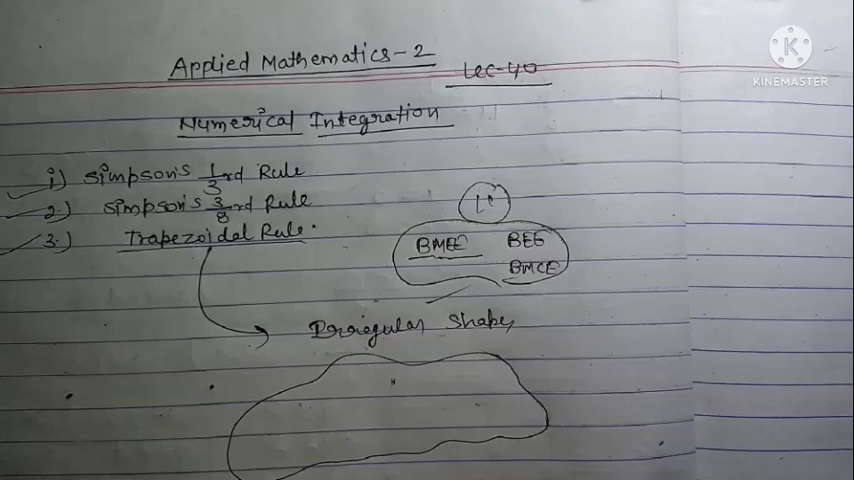 Applied Mathematics-2
Lec-40
K
KINEMASTER
Numerical Integration
1) Simpson's 1/3rd Rule
2.) Simpson's 3/8rd Rule
3.) Trapezoidal Rule.
BMEE BEG
BMCE
Irregular Shape